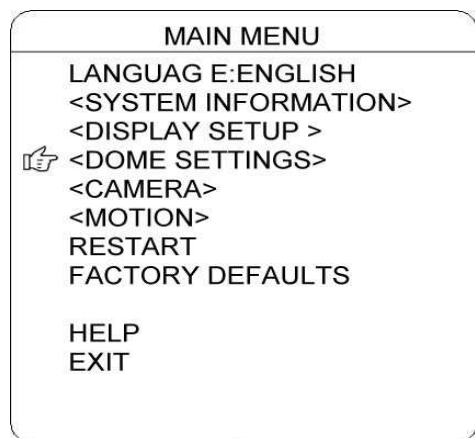 MAIN MENU
LANGUAG E:ENGLISH
<SYSTEM INFORMATION>
<DISPLAY SETUP >
<DOME SETTINGS>
<CAMERA>
<MOTION>
RESTART
FACTORY DEFAULTS
HELP
EXIT